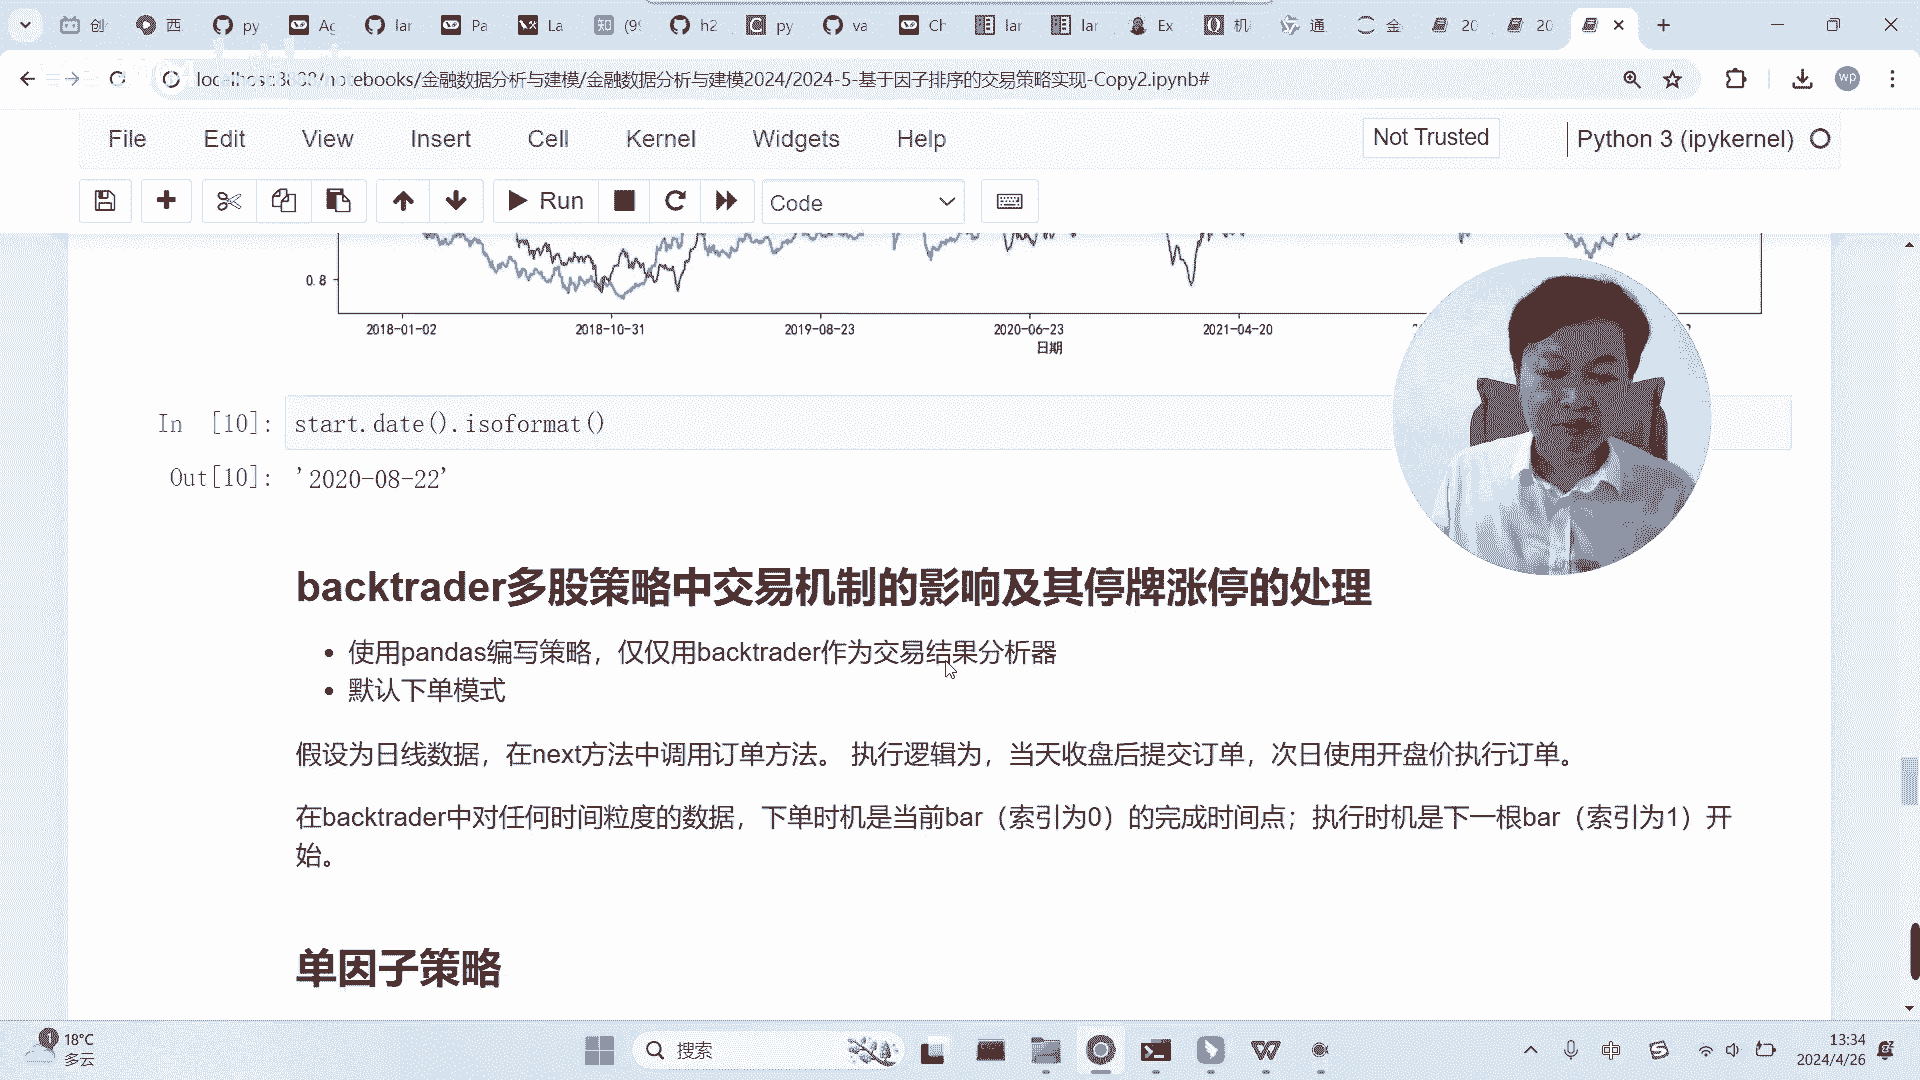 创
西
py
Ag
lar
Pa
La
(99
h2
py
va
Ch
lar
lar
Ex
机
通
金
20
20
notebooks/金融数据分析与建模/金融数据分析与建模2024/2024-5-基于因子排序的交易策略实现-Copy2.ipynb#
wp
File Edit View Insert Cell Kernel Widgets Help
Not Trusted
Python 3 (ipykernel)
Run
Code
0.8
2018-01-02 2018-10-31 2019-08-23 2020-06-23 2021-04-20
日期
In [10]: start.date().isoformat()
Out[10]: '2020-08-22'
backtrader多股策略中交易机制的影响及其停牌涨停的处理
• 使用pandas编写策略，仅仅用backtrader作为交易结果分析器
• 默认下单模式
假设为日线数据，在next方法中调用订单方法。 执行逻辑为，当天收盘后提交订单，次日使用开盘价执行订单。
在backtrader中对任何时间粒度的数据，下单时机是当前bar（索引为0）的完成时间点；执行时机是下一根bar（索引为1）开
始。
单因子策略
1
18°C
多云
搜索
中
13:34
2024/4/26